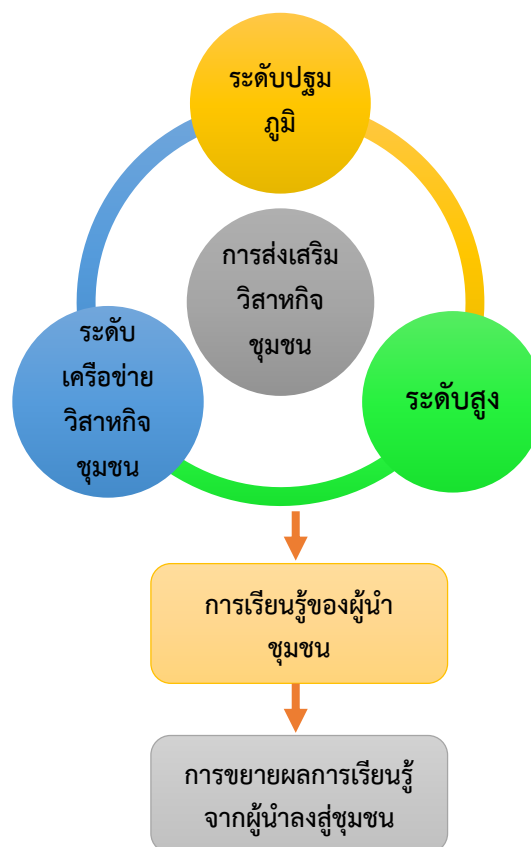 ระดับปฐม
ภูมิ
การส่งเสริม
วิสาหกิจ
ชุมชน
ระดับ
เครือข่าย
วิสาหกิจ
ชุมชน
ระดับสูง
การเรียนรู้ของผู้นำ
ชุมชน
การขยายผลการเรียนรู้
จากผู้นำลงสู่ชุมชน